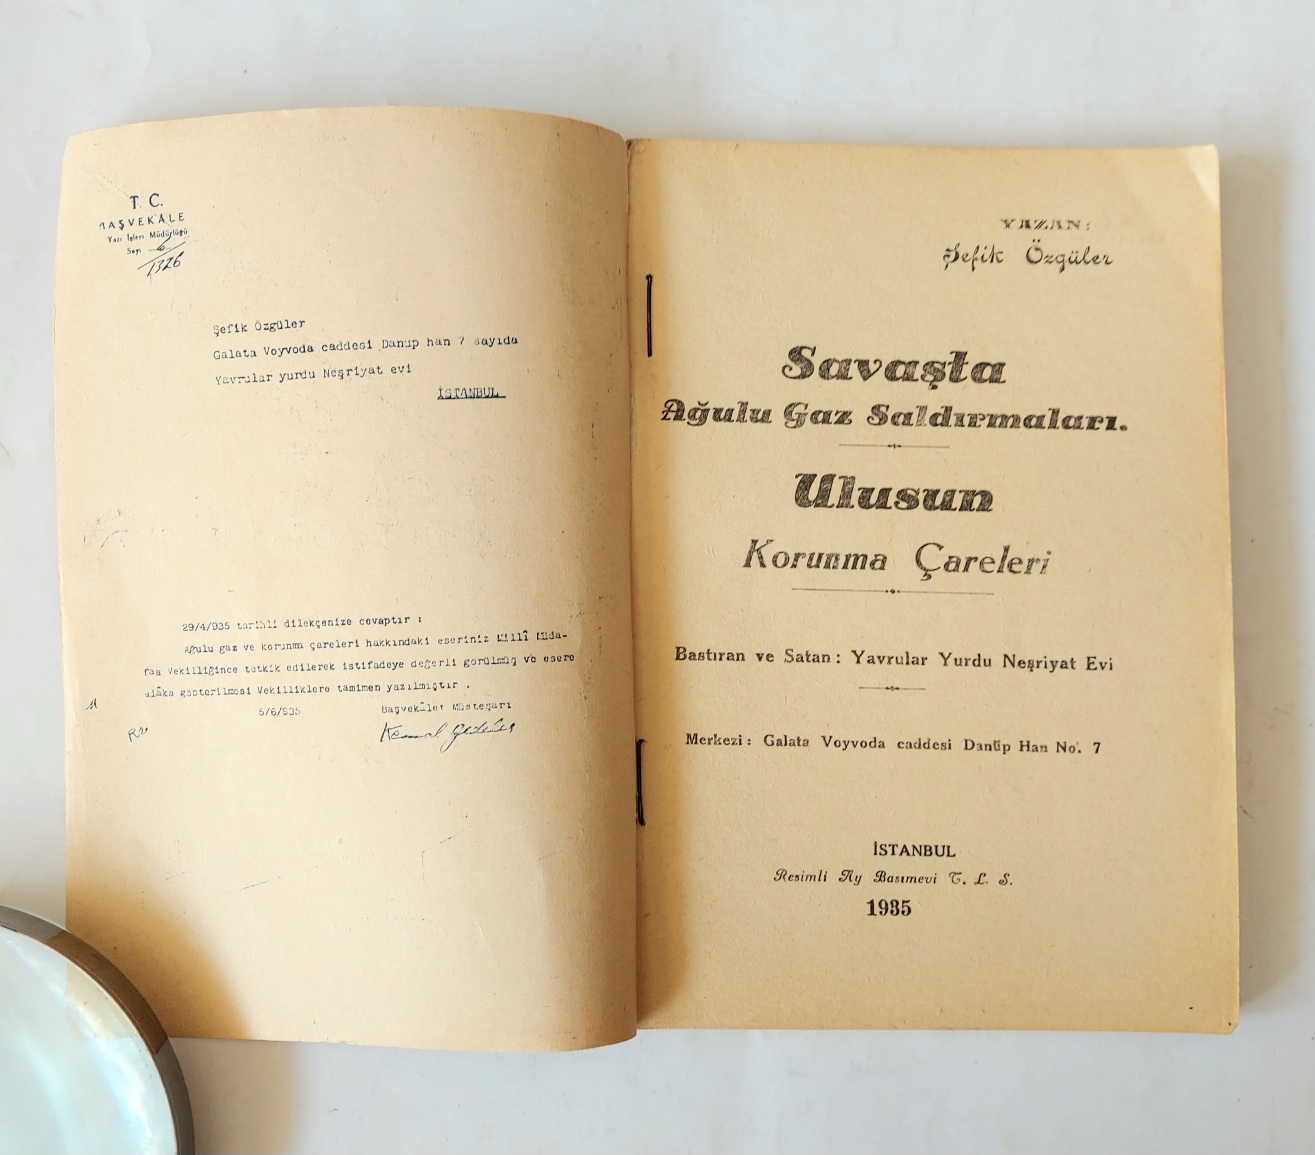 T. C.
BAŞVEKÂLE
Yazı İşleri Müdürlüğü
Sayı 6
1326
Şefik Özgüler
Galata Voyvoda caddesi Danup han 7 sayıda
Yavrular yurdu Neşriyat evi
İSTANBUL
29/4/935 tarihli dilekçenize cevaptır :
Ağulu gaz ve korunma çareleri hakkındaki eseriniz Millî Müda-
faa Vekilliğince tetkik edilerek istifadeye değerli görülmüş ve esere
alâka gösterilmesi Vekilliklere tamimen yazılmıştır .
5/6/935 Başvekâlet Müsteşarı
Kemal
YAZAN:
Şefik Özgüler
Savaşta
Ağulu Gaz Saldırmaları.
Ulusun
Korunma Çareleri
Bastıran ve Satan : Yavrular Yurdu Neşriyat Evi
Merkezi : Galata Voyvoda caddesi Danüp Han No. 7
İSTANBUL
Resimli Ay Basımevi T. L. S.
1935